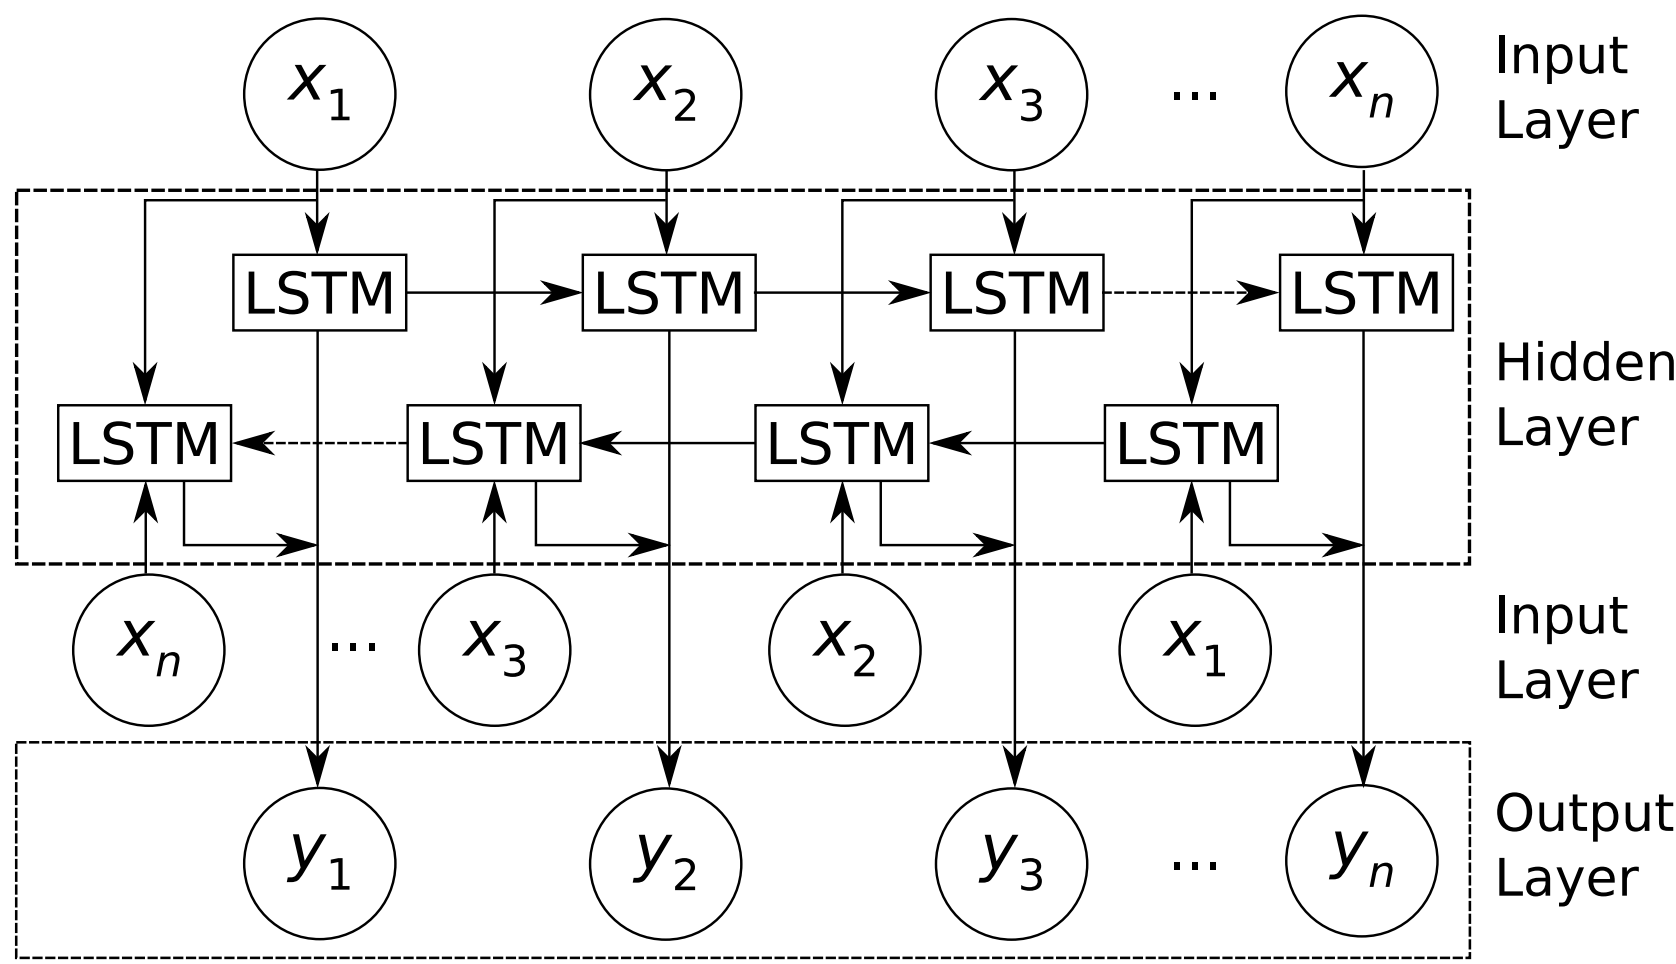 x1 x2 x3 ... xn
Input
Layer
LSTM LSTM LSTM LSTM
Hidden
Layer
LSTM LSTM LSTM LSTM
xn ... x3 x2 x1
Input
Layer
y1 y2 y3 ... yn
Output
Layer